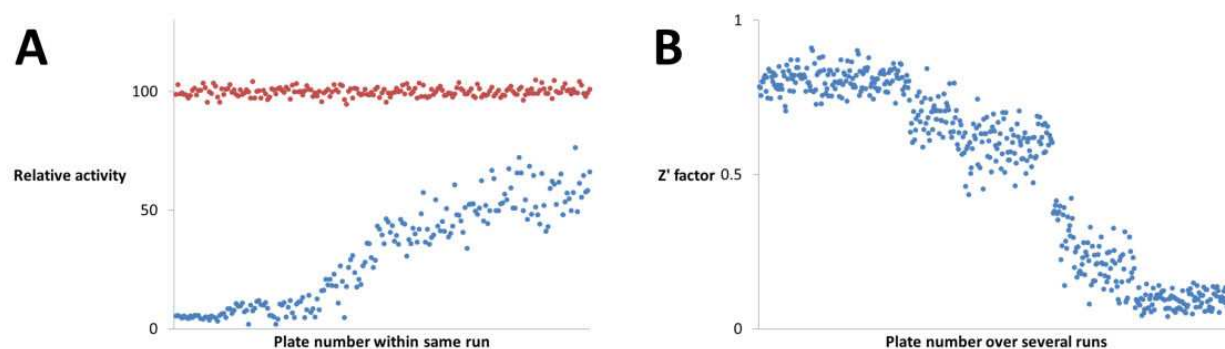 A
100
Relative activity
50
0
Plate number within same run
B
1
Z' factor
0.5
0
Plate number over several runs